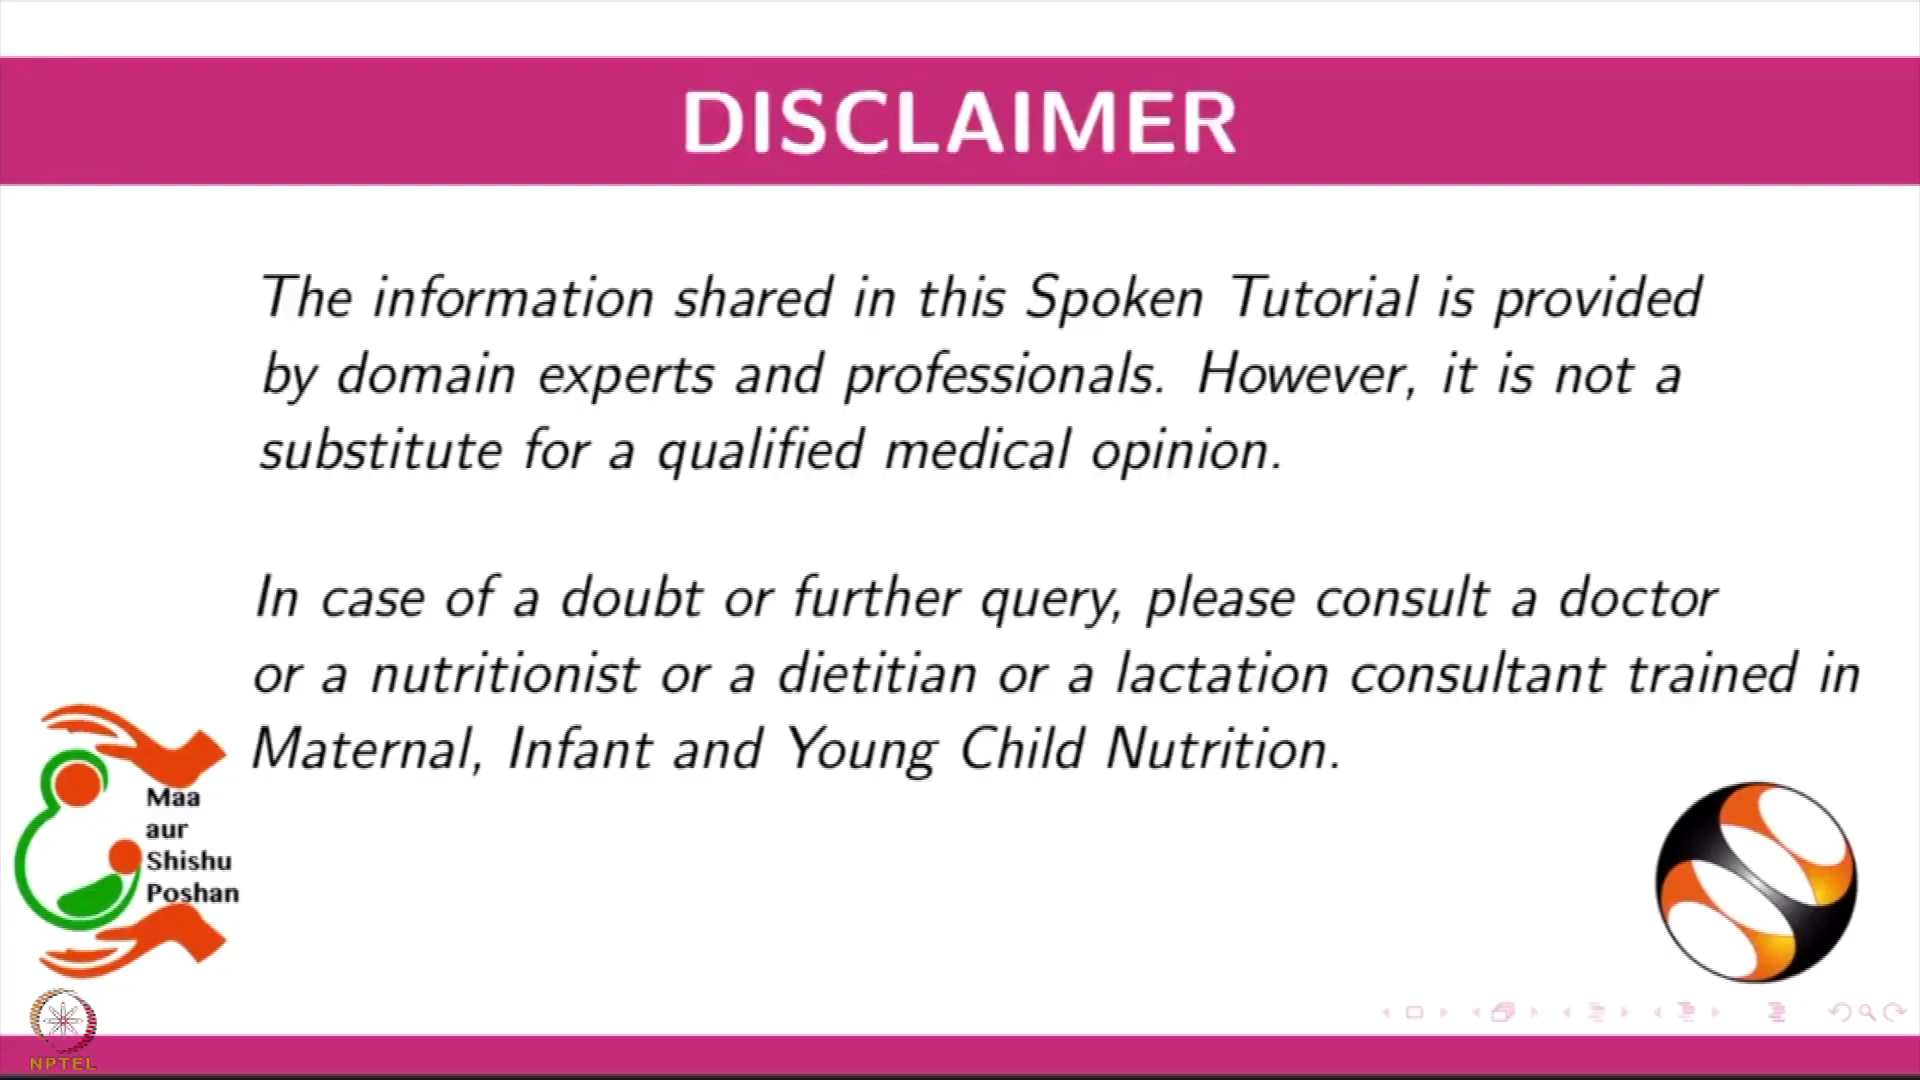 DISCLAIMER
The information shared in this Spoken Tutorial is provided
by domain experts and professionals. However, it is not a
substitute for a qualified medical opinion.
In case of a doubt or further query, please consult a doctor
or a nutritionist or a dietitian or a lactation consultant trained in
Maternal, Infant and Young Child Nutrition.
Maa
aur
Shishu
Poshan
NPTEL